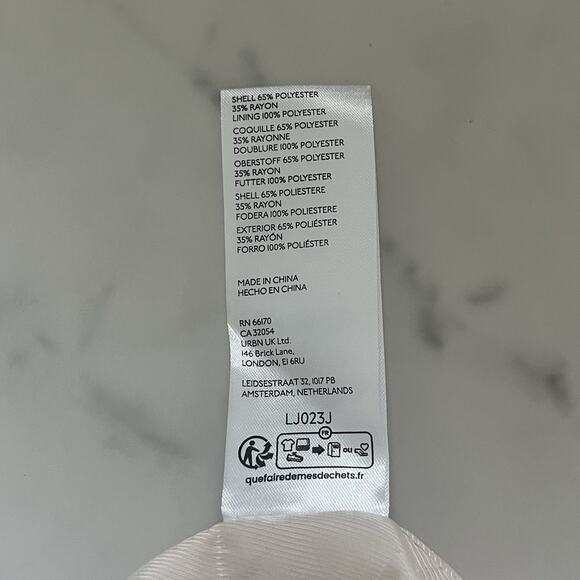 SHELL 65% POLYESTER
35% RAYON
LINING 100% POLYESTER
COQUILLE 65% POLYESTER
35% RAYONNE
DOUBLURE 100% POLYESTER
OBERSTOFF 65% POLYESTER
35% RAYON
FUTTER 100% POLYESTER
SHELL 65% POLIESTERE
35% RAYON
FODERA 100% POLIESTERE
EXTERIOR 65% POLIÉSTER
35% RAYÓN
FORRO 100% POLIÉSTER
MADE IN CHINA
HECHO EN CHINA
RN 66170
CA 32054
URBN UK Ltd.
146 Brick Lane,
LONDON, E1 6RU
LEIDSESTRAAT 32, 1017 PB
AMSTERDAM, NETHERLANDS
LJ023J
FR
ou
quefairedemesdechets.fr